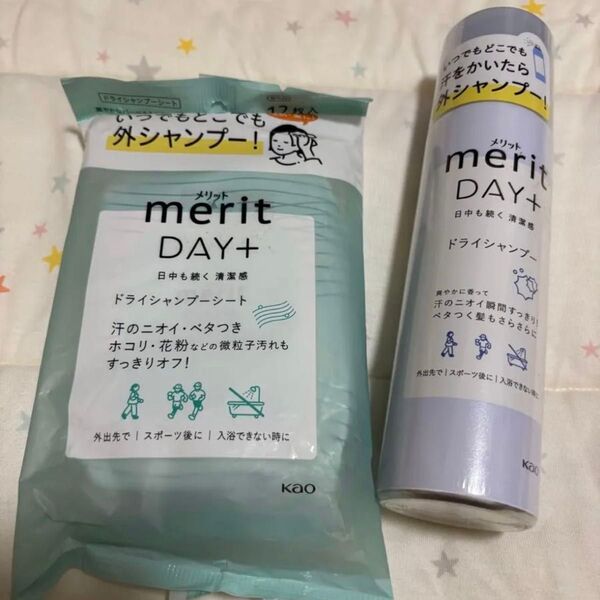 ドライシャンプーシート
12枚入
いつでもどこでも
外シャンプー!
メリット
merit
DAY+
日中も続く 清潔感
ドライシャンプーシート
汗のニオイ・ベタつき
ホコリ・花粉などの微粒子汚れも
すっきりオフ!
外出先で|スポーツ後に|入浴できない時に
Kao
いつでもどこでも
汗をかいたら
外シャンプー!
メリット
merit
DAY+
日中も続く 清潔感
ドライシャンプー
爽やかに香って
汗のニオイ瞬間すっきり!
ベタつく髪もさらさらに
外出先で|スポーツ後に|入浴できない時に
Kao